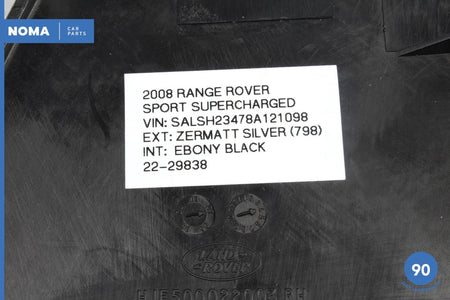 NOMA CAR PARTS
2008 RANGE ROVER
SPORT SUPERCHARGED
VIN: SALSH23478A121098
EXT: ZERMATT SILVER (798)
INT: EBONY BLACK
22-29838
LAND-
-ROVER
90